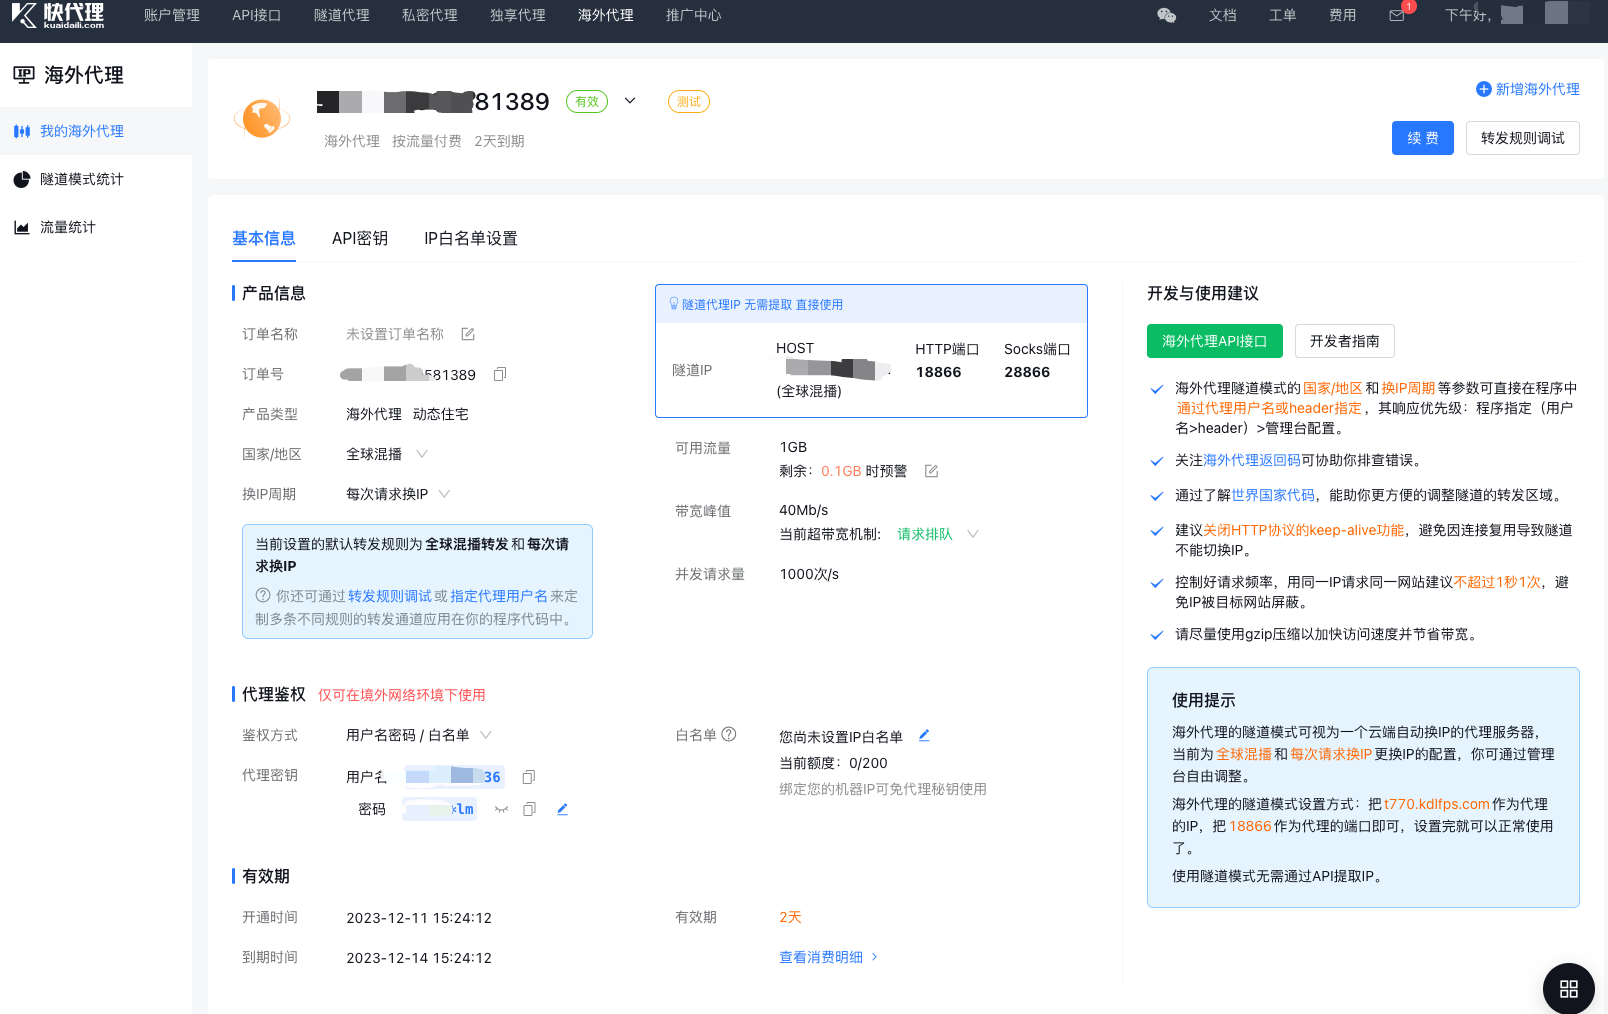 快代理
kuaidaili.com
账户管理 API接口 隧道代理 私密代理 独享代理 海外代理 推广中心
文档 工单 费用 1 下午好,
海外代理
我的海外代理
隧道模式统计
流量统计
81389 有效 测试
海外代理 按流量付费 2天到期
新增海外代理
续 费 转发规则调试
基本信息 API密钥 IP白名单设置
产品信息
订单名称 未设置订单名称
订单号 581389
产品类型 海外代理 动态住宅
国家/地区 全球混播
换IP周期 每次请求换IP
当前设置的默认转发规则为 全球混播转发 和 每次请
求换IP
你还可通过 转发规则调试 或 指定代理用户名 来定
制多条不同规则的转发通道应用在你的程序代码中。
隧道代理IP 无需提取 直接使用
隧道IP
HOST
(全球混播)
HTTP端口
18866
Socks端口
28866
可用流量 1GB
剩余：0.1GB 时预警
带宽峰值 40Mb/s
当前超带宽机制: 请求排队
并发请求量 1000次/s
代理鉴权 仅可在境外网络环境下使用
鉴权方式 用户名密码 / 白名单
代理密钥 用户名 36
密码 *lm
白名单 您尚未设置IP白名单
当前额度：0/200
绑定您的机器IP可免代理秘钥使用
有效期
开通时间 2023-12-11 15:24:12
到期时间 2023-12-14 15:24:12
有效期 2天
查看消费明细
开发与使用建议
海外代理API接口 开发者指南
海外代理隧道模式的 国家/地区 和 换IP周期 等参数可直接在程序中
通过代理用户名或header指定，其响应优先级：程序指定（用户
名>header）>管理台配置。
关注海外代理返回码可协助你排查错误。
通过了解世界国家代码，能助你更方便的调整隧道的转发区域。
建议关闭HTTP协议的keep-alive功能，避免因连接复用导致隧道
不能切换IP。
控制好请求频率，用同一IP请求同一网站建议不超过1秒1次，避
免IP被目标网站屏蔽。
请尽量使用gzip压缩以加快访问速度并节省带宽。
使用提示
海外代理的隧道模式可视为一个云端自动换IP的代理服务器，
当前为 全球混播 和 每次请求换IP 更换IP的配置，你可通过管理
台自由调整。
海外代理的隧道模式设置方式：把 t770.kdlfps.com 作为代理
的IP，把 18866 作为代理的端口即可，设置完就可以正常使用
了。
使用隧道模式无需通过API提取IP。